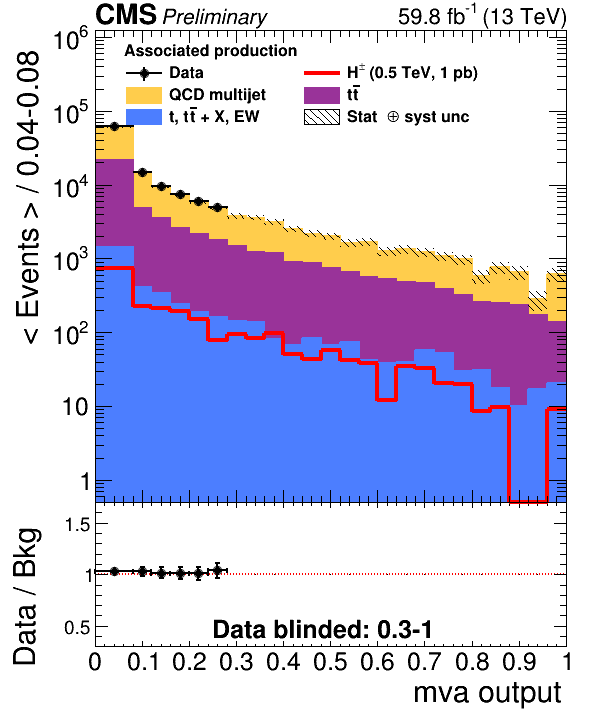 CMS Preliminary 59.8 fb⁻¹ (13 TeV)
< Events > / 0.04-0.08
10⁶
10⁵
10⁴
10³
10²
10
1
Associated production
Data
H± (0.5 TeV, 1 pb)
QCD multijet
tt̄
t, tt̄ + X, EW
Stat ⊕ syst unc
Data / Bkg
1.5
1
0.5
Data blinded: 0.3-1
0 0.1 0.2 0.3 0.4 0.5 0.6 0.7 0.8 0.9 1
mva output